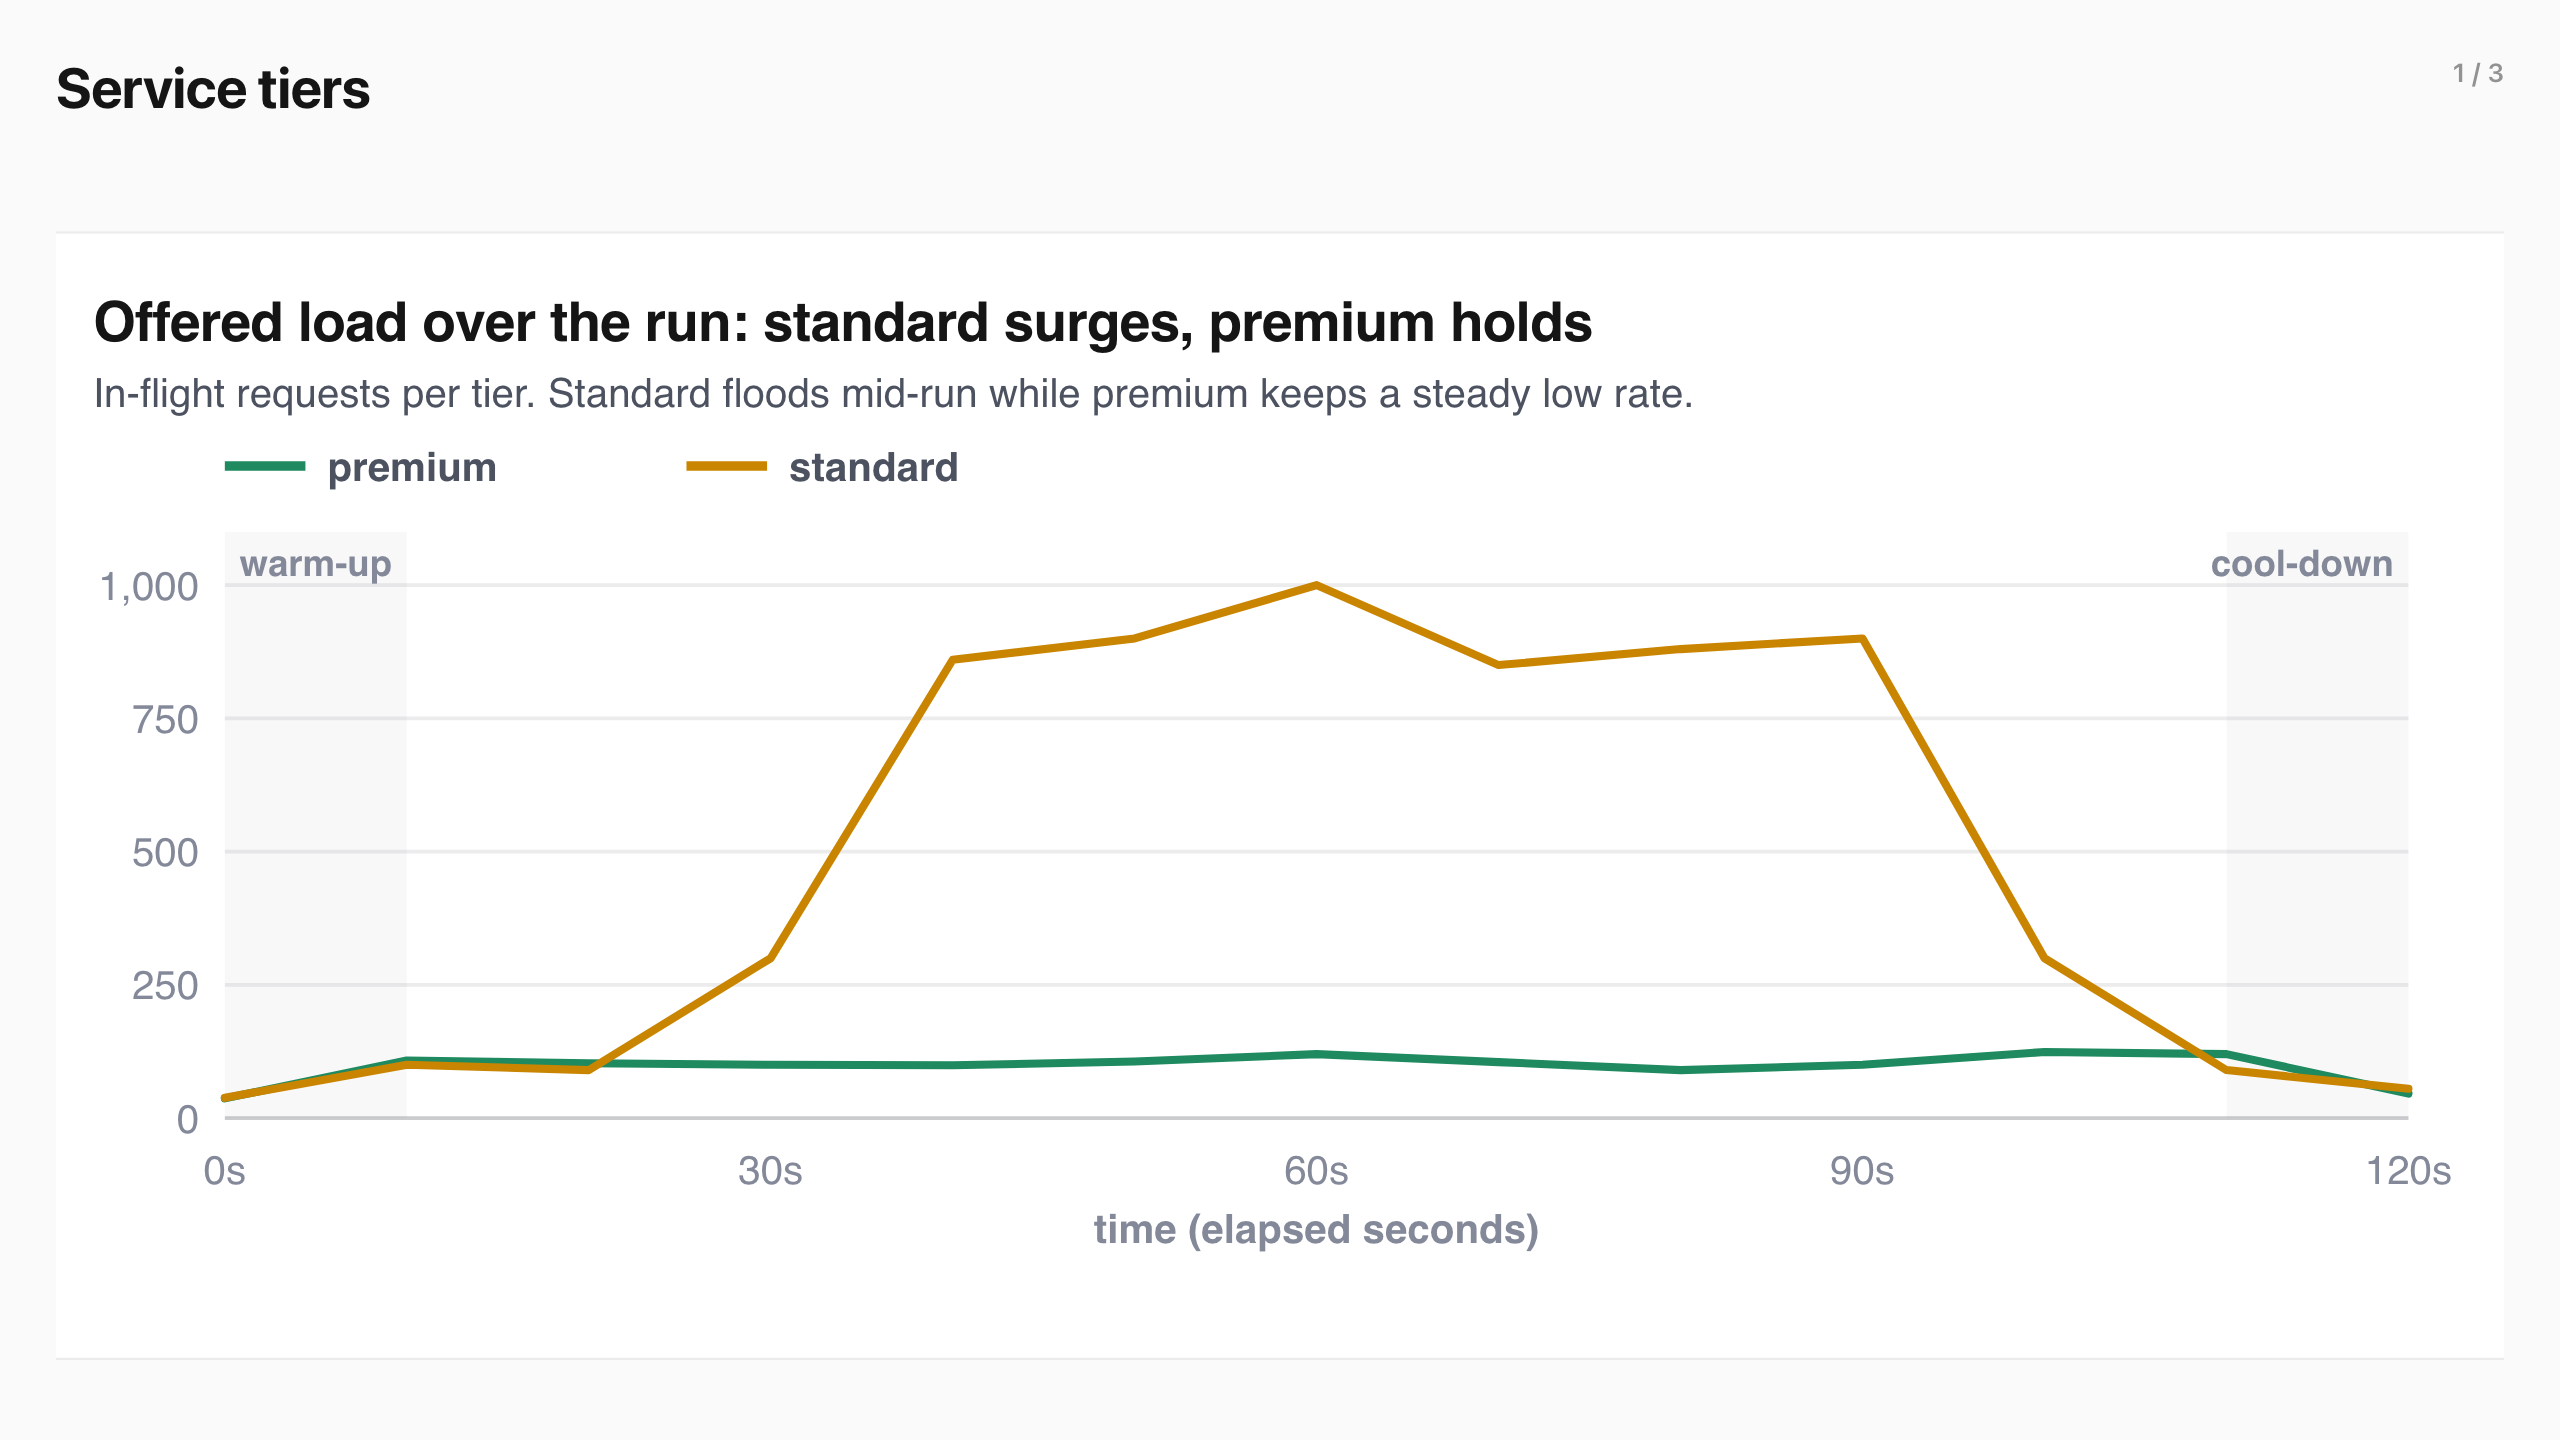 Service tiers
1 / 3
Offered load over the run: standard surges, premium holds
In-flight requests per tier. Standard floods mid-run while premium keeps a steady low rate.
premium
standard
warm-up
cool-down
1,000
750
500
250
0
0s
30s
60s
90s
120s
time (elapsed seconds)